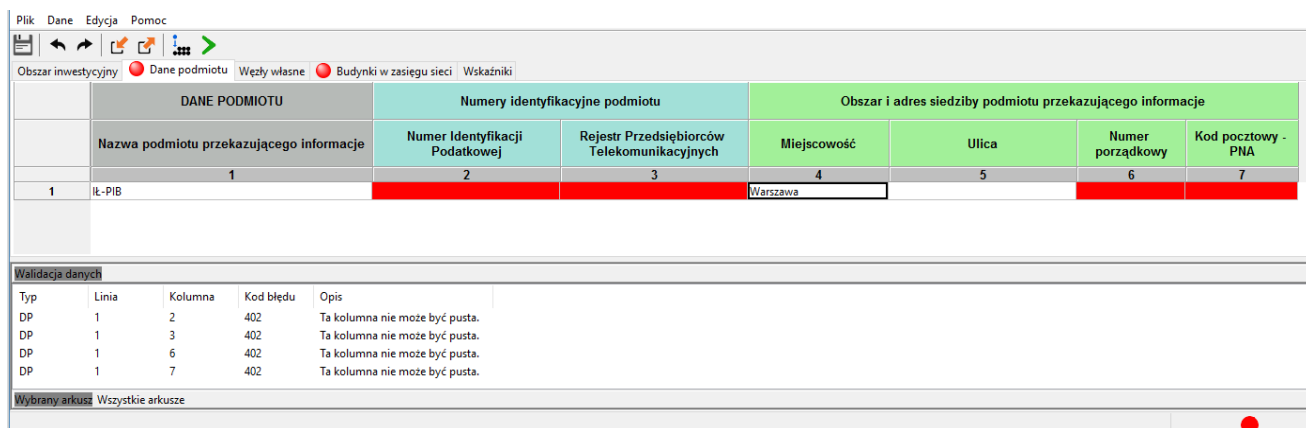 Plik Dane Edycja Pomoc
Obszar inwestycyjny Dane podmiotu Węzły własne Budynki w zasięgu sieci Wskaźniki
DANE PODMIOTU Numery identyfikacyjne podmiotu Obszar i adres siedziby podmiotu przekazującego informacje
Nazwa podmiotu przekazującego informacje Numer Identyfikacji Podatkowej Rejestr Przedsiębiorców Telekomunikacyjnych Miejscowość Ulica Numer porządkowy Kod pocztowy - PNA
1 2 3 4 5 6 7
1 IŁ-PIB Warszawa
Walidacja danych
Typ Linia Kolumna Kod błędu Opis
DP 1 2 402 Ta kolumna nie może być pusta.
DP 1 3 402 Ta kolumna nie może być pusta.
DP 1 6 402 Ta kolumna nie może być pusta.
DP 1 7 402 Ta kolumna nie może być pusta.
Wybrany arkusz Wszystkie arkusze